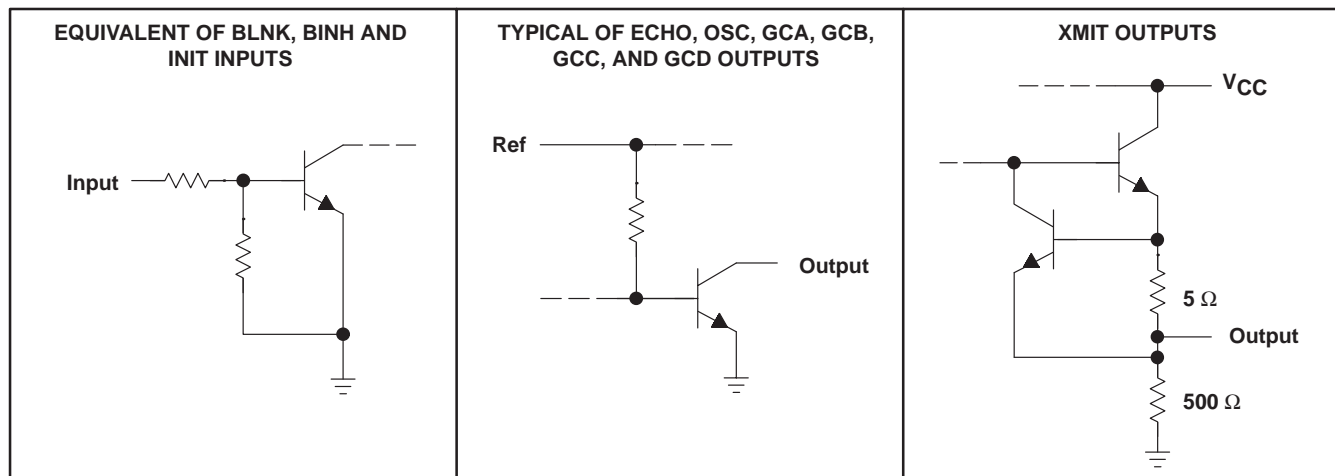 EQUIVALENT OF BLNK, BINH AND
INIT INPUTS
Input
TYPICAL OF ECHO, OSC, GCA, GCB,
GCC, AND GCD OUTPUTS
Ref
Output
XMIT OUTPUTS
VCC
5 Ω
Output
500 Ω